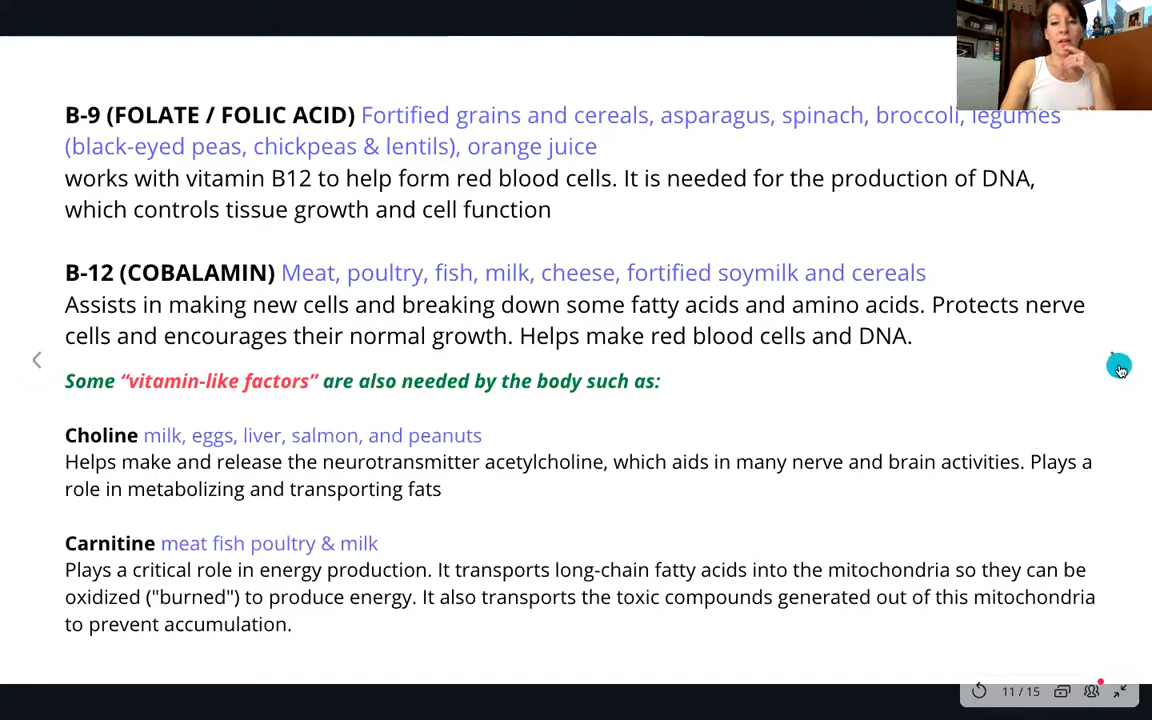 B-9 (FOLATE / FOLIC ACID) Fortified grains and cereals, asparagus, spinach, broccoli, legumes
(black-eyed peas, chickpeas & lentils), orange juice
works with vitamin B12 to help form red blood cells. It is needed for the production of DNA,
which controls tissue growth and cell function
B-12 (COBALAMIN) Meat, poultry, fish, milk, cheese, fortified soymilk and cereals
Assists in making new cells and breaking down some fatty acids and amino acids. Protects nerve
cells and encourages their normal growth. Helps make red blood cells and DNA.
Some “vitamin-like factors” are also needed by the body such as:
Choline milk, eggs, liver, salmon, and peanuts
Helps make and release the neurotransmitter acetylcholine, which aids in many nerve and brain activities. Plays a
role in metabolizing and transporting fats
Carnitine meat fish poultry & milk
Plays a critical role in energy production. It transports long-chain fatty acids into the mitochondria so they can be
oxidized ("burned") to produce energy. It also transports the toxic compounds generated out of this mitochondria
to prevent accumulation.
11 / 15